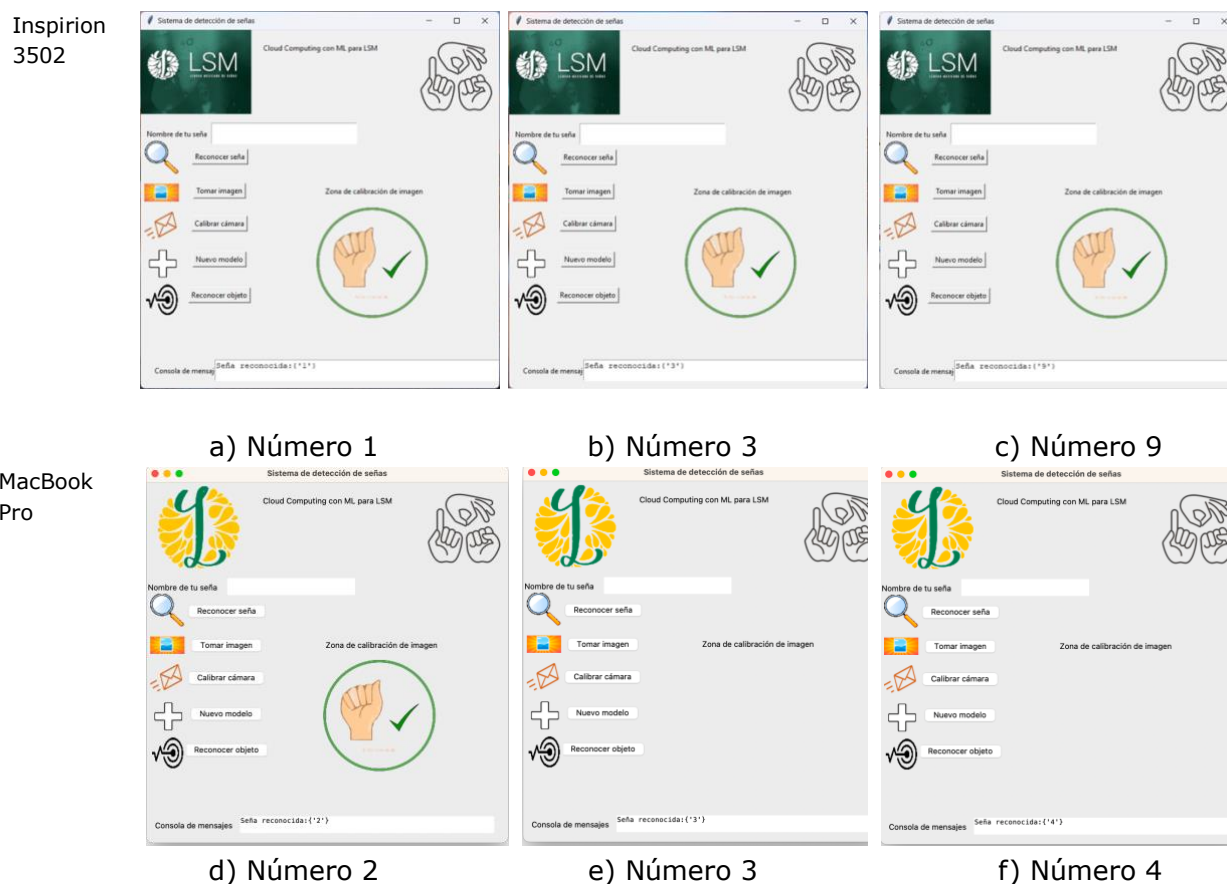 Inspirion
3502
Sistema de detección de señas
LSM
Cloud Computing con ML para LSM
Nombre de tu seña
Reconocer seña
Tomar imagen
Zona de calibración de imagen
Calibrar cámara
Nuevo modelo
Reconocer objeto
Consola de mensaj
Seña reconocida:{'1'}
Sistema de detección de señas
LSM
Cloud Computing con ML para LSM
Nombre de tu seña
Reconocer seña
Tomar imagen
Zona de calibración de imagen
Calibrar cámara
Nuevo modelo
Reconocer objeto
Consola de mensaj
Seña reconocida:{'3'}
Sistema de detección de señas
LSM
Cloud Computing con ML para LSM
Nombre de tu seña
Reconocer seña
Tomar imagen
Zona de calibración de imagen
Calibrar cámara
Nuevo modelo
Reconocer objeto
Consola de mensaj
Seña reconocida:{'9'}
a) Número 1
b) Número 3
c) Número 9
MacBook
Pro
Sistema de detección de señas
Cloud Computing con ML para LSM
Nombre de tu seña
Reconocer seña
Tomar imagen
Zona de calibración de imagen
Calibrar cámara
Nuevo modelo
Reconocer objeto
Consola de mensajes
Seña reconocida:{'2'}
Sistema de detección de señas
Cloud Computing con ML para LSM
Nombre de tu seña
Reconocer seña
Tomar imagen
Zona de calibración de imagen
Calibrar cámara
Nuevo modelo
Reconocer objeto
Consola de mensajes
Seña reconocida:{'3'}
Sistema de detección de señas
Cloud Computing con ML para LSM
Nombre de tu seña
Reconocer seña
Tomar imagen
Zona de calibración de imagen
Calibrar cámara
Nuevo modelo
Reconocer objeto
Consola de mensajes
Seña reconocida:{'4'}
d) Número 2
e) Número 3
f) Número 4